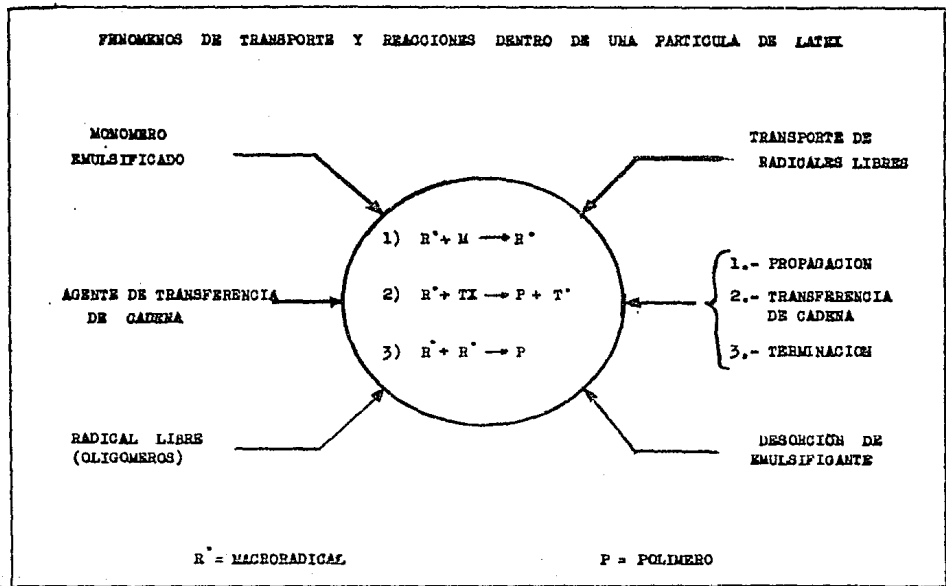 FENOMENOS DE TRANSPORTE Y REACCIONES DENTRO DE UNA PARTICULA DE LATEX
MONOMERO
EMULSIFICADO
TRANSPORTE DE
RADICALES LIBRES
1) R° + M → R°
AGENTE DE TRANSFERENCIA
DE CADENA
2) R° + TX → P + T°
3) R° + R° → P
1.- PROPAGACION
2.- TRANSFERENCIA
DE CADENA
3.- TERMINACION
RADICAL LIBRE
(OLIGOMEROS)
DESORCIÓN DE
EMULSIFICANTE
R° = MACRORADICAL
P = POLIMERO